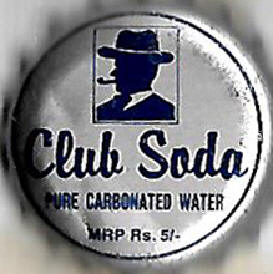 Club Soda
PURE CARBONATED WATER
MRP Rs. 5/-